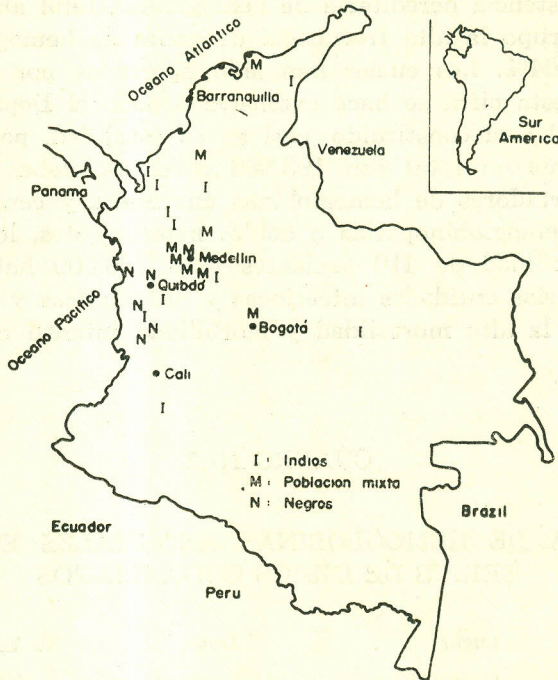 Oceano Atlantico
M
I
Barranquilla
Sur
America
Venezuela
M
I
I
I
M
Panama
I
I
M
M M
Medellin
M
M M I
N
N
Quibdó
Oceano Pacifico
N
I
I
N
N
M
Bogotá
I
Cali
I
I : Indios
M : Poblacion mixta
N : Negros
Ecuador
Brazil
Peru